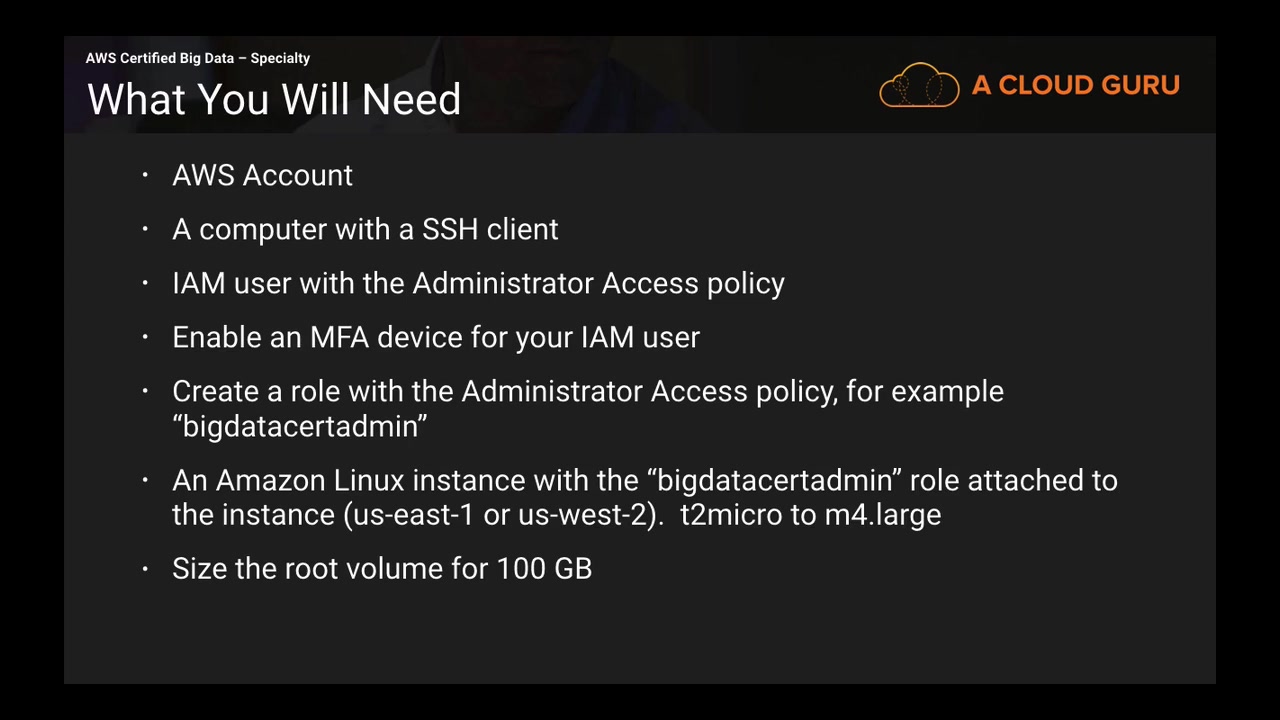 AWS Certified Big Data – Specialty
What You Will Need
A CLOUD GURU
· AWS Account
· A computer with a SSH client
· IAM user with the Administrator Access policy
· Enable an MFA device for your IAM user
· Create a role with the Administrator Access policy, for example
“bigdatacertadmin”
· An Amazon Linux instance with the “bigdatacertadmin” role attached to
the instance (us-east-1 or us-west-2).  t2micro to m4.large
· Size the root volume for 100 GB